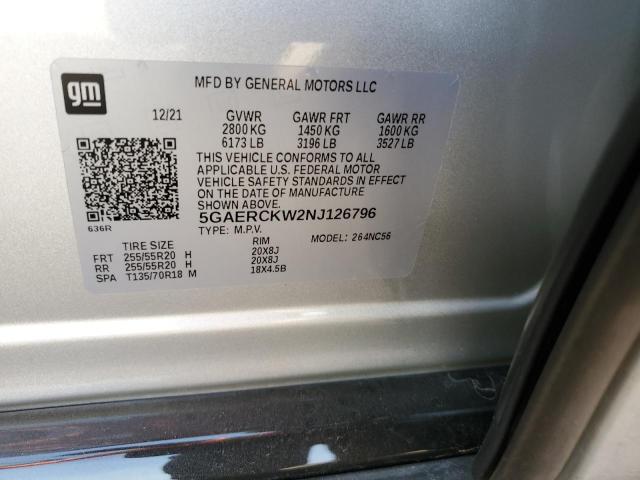 gm
MFD BY GENERAL MOTORS LLC
12/21 GVWR GAWR FRT GAWR RR
2800 KG 1450 KG 1600 KG
6173 LB 3196 LB 3527 LB
THIS VEHICLE CONFORMS TO ALL
APPLICABLE U.S. FEDERAL MOTOR
VEHICLE SAFETY STANDARDS IN EFFECT
ON THE DATE OF MANUFACTURE
SHOWN ABOVE.
636R 5GAERCKW2NJ126796
TYPE: M.P.V. MODEL: 264NC56
TIRE SIZE RIM
FRT 255/55R20 H 20X8J
RR 255/55R20 H 20X8J
SPA T135/70R18 M 18X4.5B